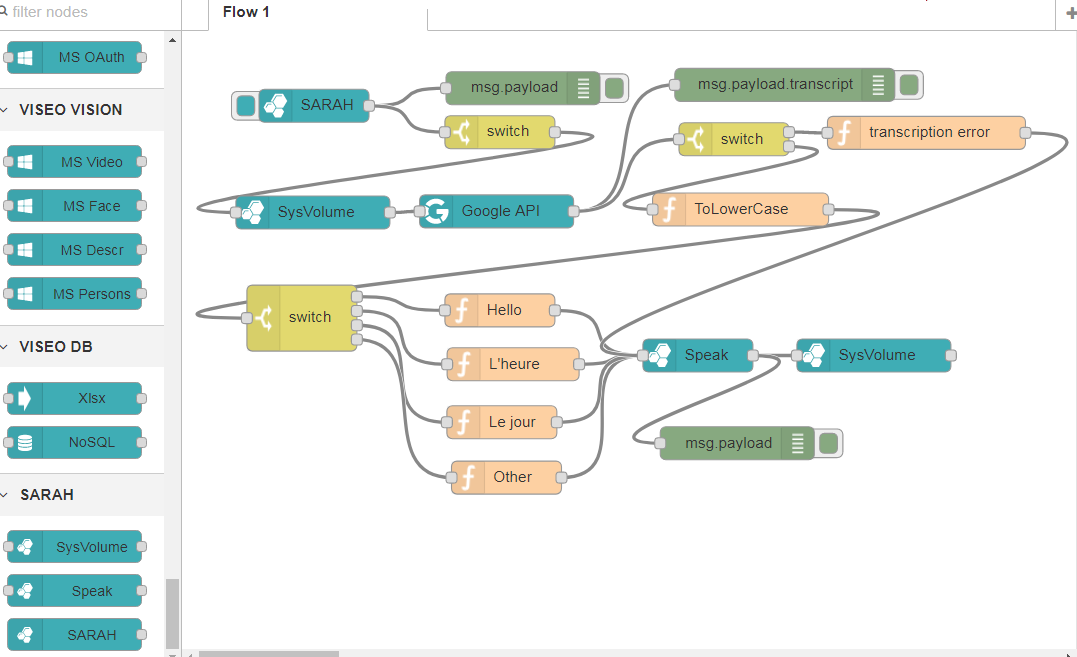 filter nodes
MS OAuth
VISEO VISION
MS Video
MS Face
MS Descr
MS Persons
VISEO DB
Xlsx
NoSQL
SARAH
SysVolume
Speak
SARAH
Flow 1
SARAH
msg.payload
switch
msg.payload.transcript
switch
transcription error
SysVolume
Google API
ToLowerCase
switch
Hello
L'heure
Le jour
Other
Speak
SysVolume
msg.payload